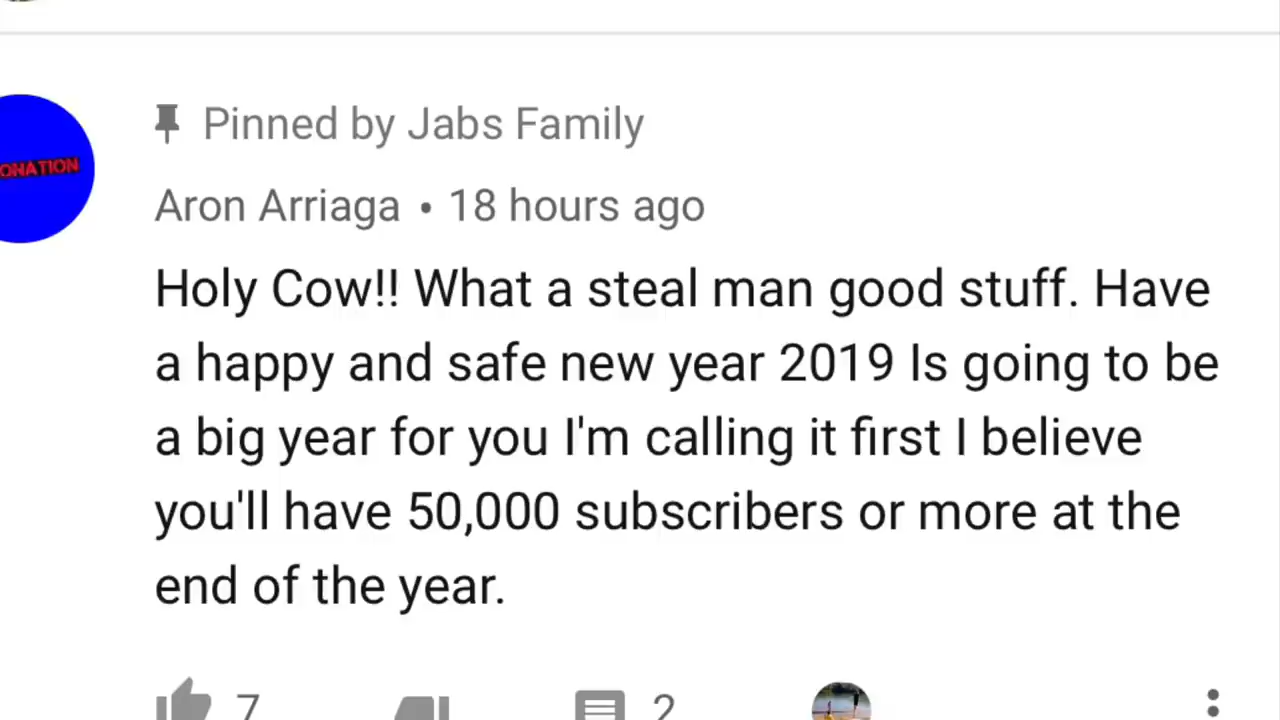 Pinned by Jabs Family
ONATION
Aron Arriaga • 18 hours ago
Holy Cow!! What a steal man good stuff. Have
a happy and safe new year 2019 Is going to be
a big year for you I'm calling it first I believe
you'll have 50,000 subscribers or more at the
end of the year.
7 2